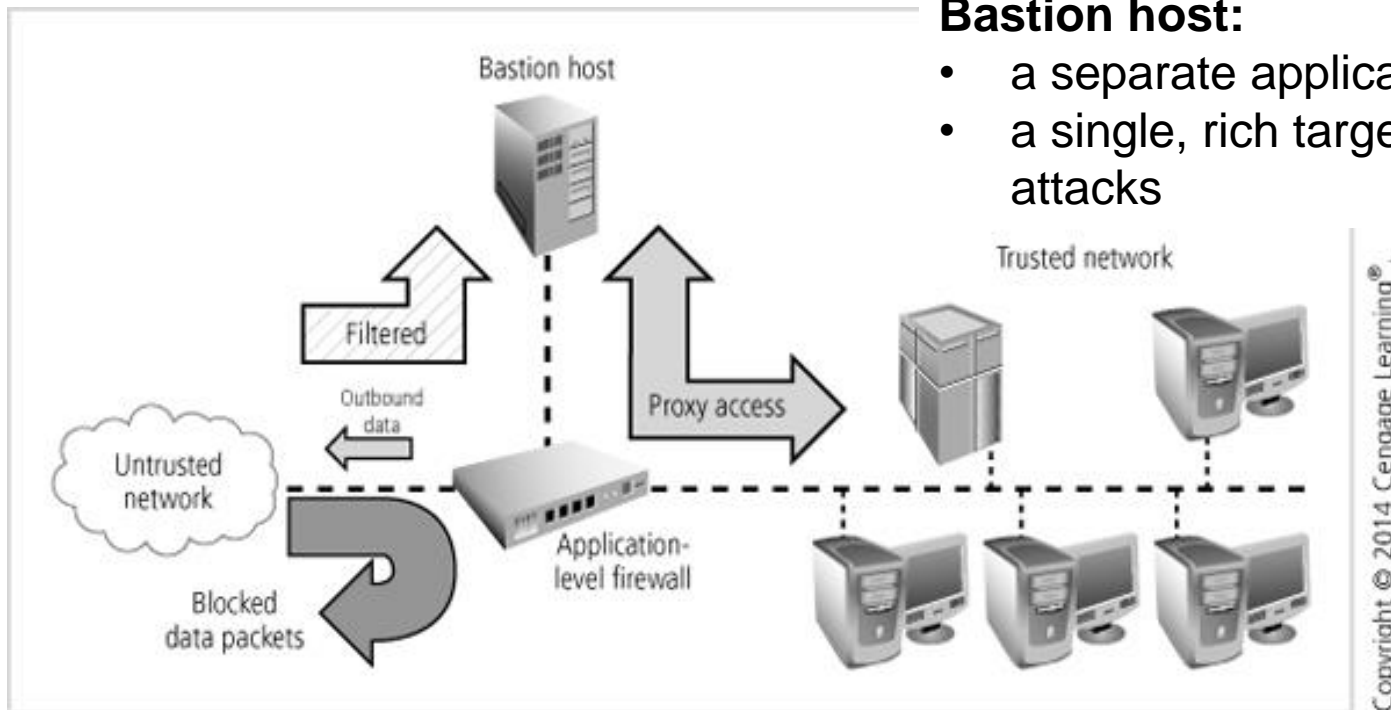 Bastion host:
• a separate applica
• a single, rich targe
attacks
Bastion host
Trusted network
Filtered
Outbound
data
Proxy access
Untrusted
network
Application-
level firewall
Blocked
data packets
Copyright © 2014 Cengage Learning®